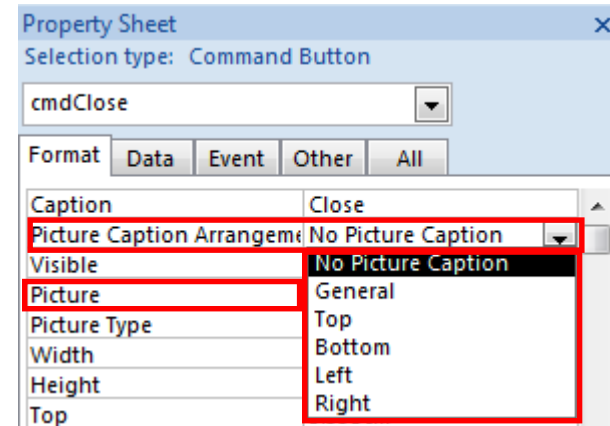 Property Sheet
Selection type: Command Button
cmdClose
Format Data Event Other All
Caption Close
Picture Caption Arrangeme No Picture Caption
Visible No Picture Caption
Picture General
Picture Type Top
Width Bottom
Height Left
Top Right